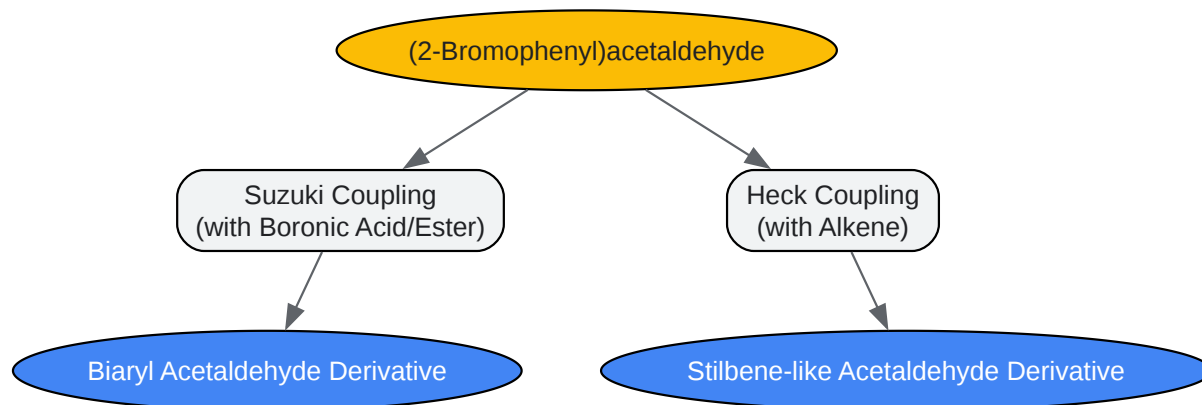 (2-Bromophenyl)acetaldehyde
Suzuki Coupling
(with Boronic Acid/Ester)
Heck Coupling
(with Alkene)
Biaryl Acetaldehyde Derivative
Stilbene-like Acetaldehyde Derivative